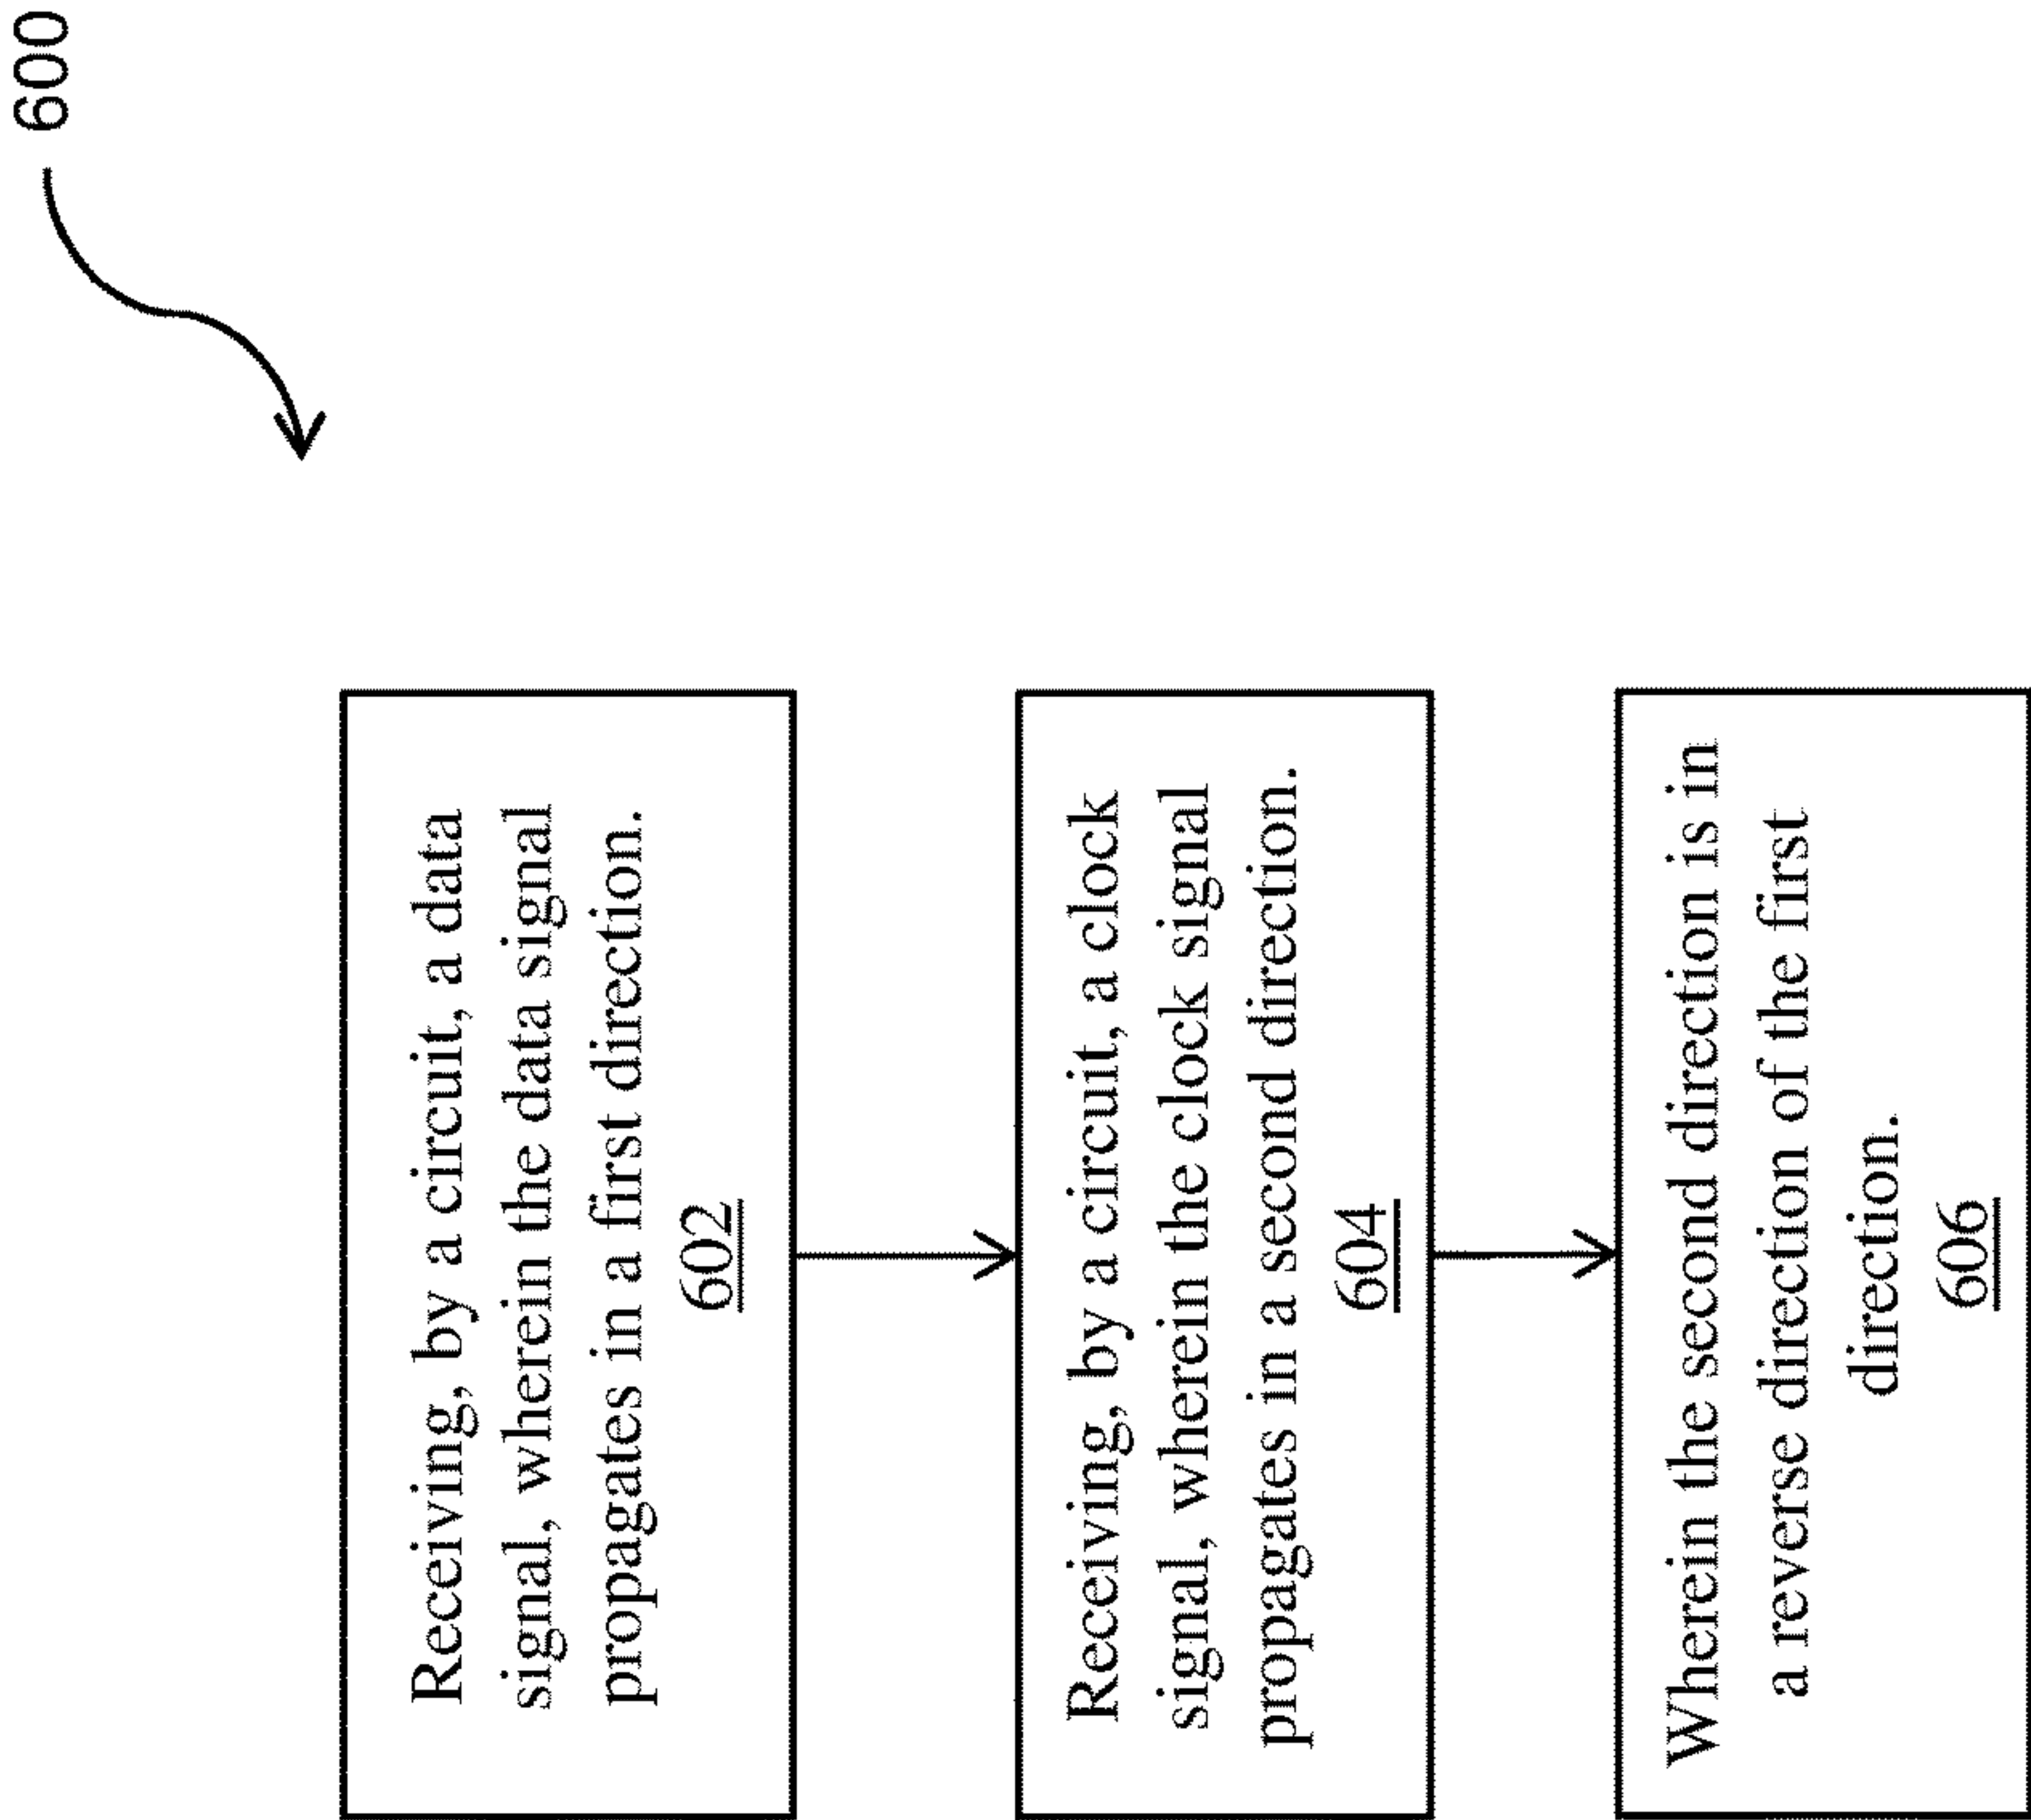 600
Receiving, by a circuit, a data
signal, wherein the data signal
propagates in a first direction.
602
Receiving, by a circuit, a clock
signal, wherein the clock signal
propagates in a second direction.
604
Wherein the second direction is in
a reverse direction of the first
direction.
606